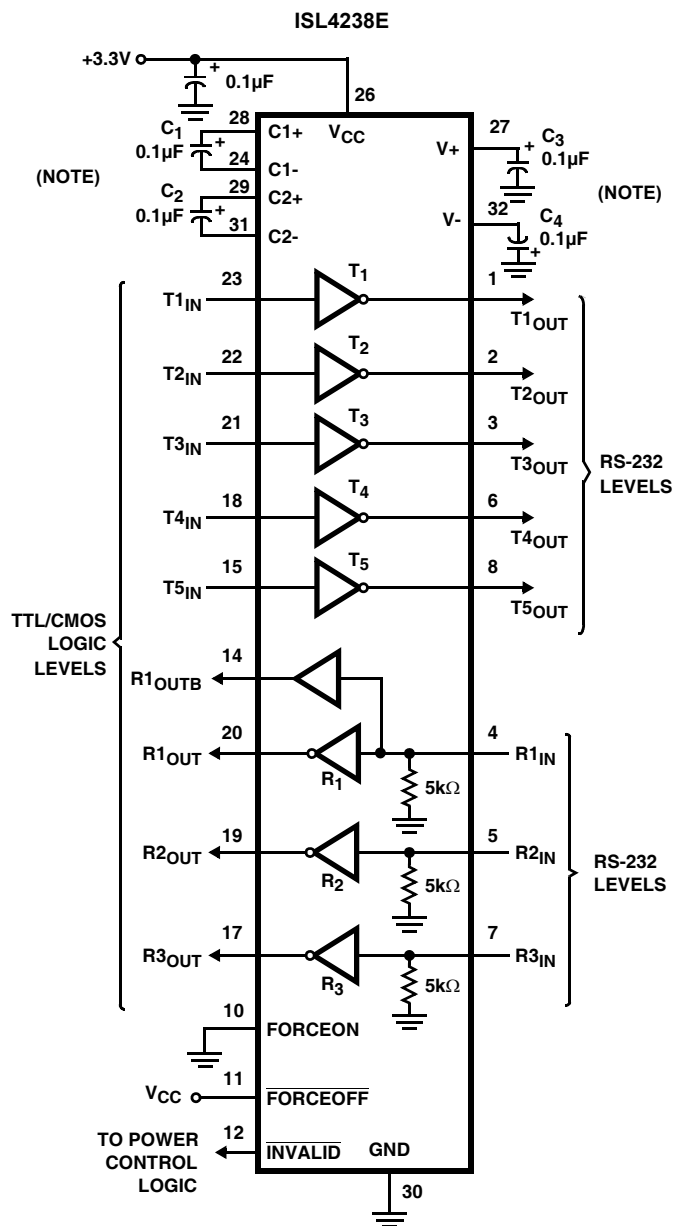 ISL4238E
+3.3V
+
0.1µF
26
28
C1+
VCC
27
C1
0.1µF
+
V+
+
C3
0.1µF
24
C1-
(NOTE)
(NOTE)
29
C2+
C2
0.1µF
+
V-
32
C4
0.1µF
+
31
C2-
T1IN
23
T1
1
T1OUT
T2IN
22
T2
2
T2OUT
T3IN
21
T3
3
T3OUT
RS-232
LEVELS
T4IN
18
T4
6
T4OUT
T5IN
15
T5
8
T5OUT
TTL/CMOS
LOGIC
LEVELS
R1OUTB
14
R1OUT
20
R1
4
R1IN
5kΩ
R2OUT
19
R2
5
R2IN
5kΩ
RS-232
LEVELS
R3OUT
17
R3
7
R3IN
5kΩ
10
FORCEON
VCC
11
FORCEOFF
12
TO POWER
CONTROL
LOGIC
INVALID
GND
30